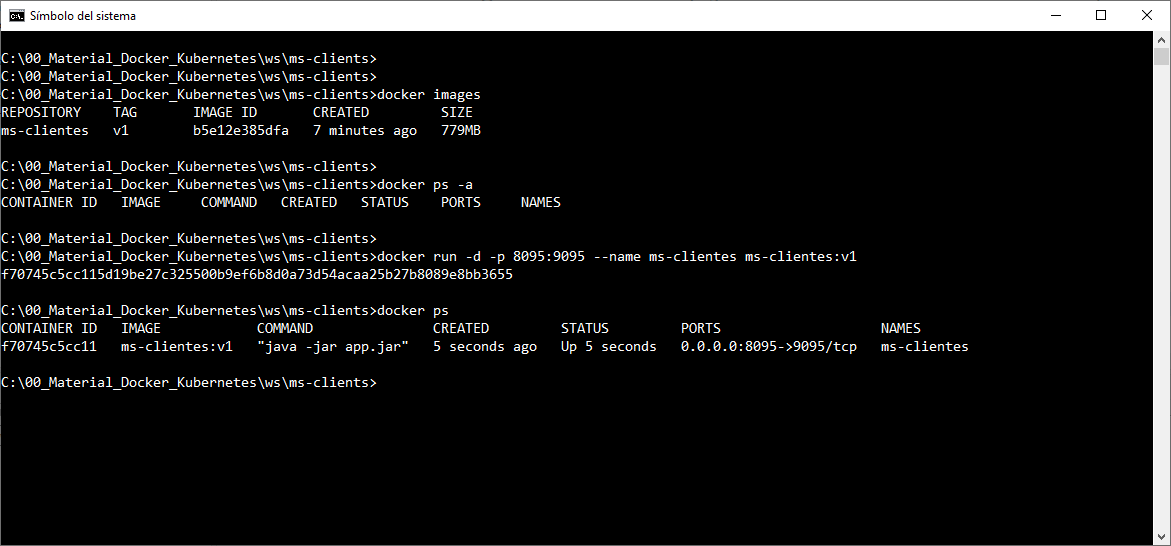 Símbolo del sistema
C:\00_Material_Docker_Kubernetes\ws\ms-clients>
C:\00_Material_Docker_Kubernetes\ws\ms-clients>
C:\00_Material_Docker_Kubernetes\ws\ms-clients>docker images
REPOSITORY    TAG       IMAGE ID       CREATED         SIZE
ms-clientes   v1        b5e12e385dfa   7 minutes ago   779MB
C:\00_Material_Docker_Kubernetes\ws\ms-clients>
C:\00_Material_Docker_Kubernetes\ws\ms-clients>docker ps -a
CONTAINER ID   IMAGE     COMMAND   CREATED   STATUS    PORTS     NAMES
C:\00_Material_Docker_Kubernetes\ws\ms-clients>
C:\00_Material_Docker_Kubernetes\ws\ms-clients>docker run -d -p 8095:9095 --name ms-clientes ms-clientes:v1
f70745c5cc115d19be27c325500b9ef6b8d0a73d54acaa25b27b8089e8bb3655
C:\00_Material_Docker_Kubernetes\ws\ms-clients>docker ps
CONTAINER ID   IMAGE            COMMAND               CREATED         STATUS         PORTS                    NAMES
f70745c5cc11   ms-clientes:v1   "java -jar app.jar"   5 seconds ago   Up 5 seconds   0.0.0.0:8095->9095/tcp   ms-clientes
C:\00_Material_Docker_Kubernetes\ws\ms-clients>